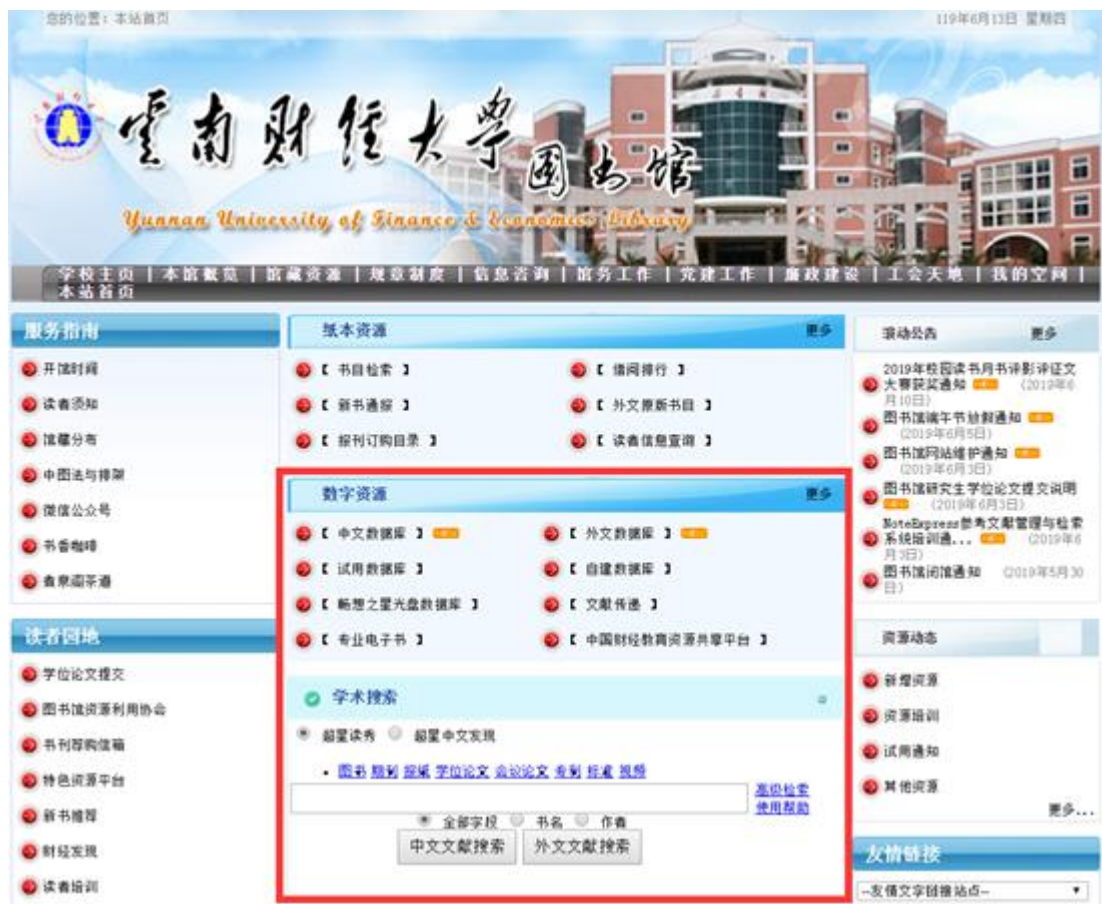 您的位置: 本站首页
119年6月13日 星期四
雲南财经大学
图书馆
Yunnan University of Finance & Economics Library
学校主页 | 本馆概览 | 馆藏资源 | 规章制度 | 信息咨询 | 馆务工作 | 党建工作 | 廉政建设 | 工会天地 | 我的空间 |
本站首页
服务指南
开馆时间
读者须知
馆藏分布
中图法与排架
微信公众号
书香咖啡
纸本资源 更多
【 书目检索 】 【 借阅排行 】
【 新书通报 】 【 外文原版书目 】
【 报刊订购目录 】 【 读者信息查询 】
滚动公告 更多
2019年校园读书月书评影评征文
大赛获奖通知 (2019年6
月10日)
图书馆端午节放假通知
(2019年6月5日)
图书馆网站维护通知
(2019年6月3日)
图书馆研究生学位论文提交说明
(2019年6月3日)
NoteExpress参考文献管理与检索
系统培训通... (2019年6
月3日)
图书馆闭馆通知 (2019年5月30
日)
数字资源 更多
【 中文数据库 】 【 外文数据库 】
【 试用数据库 】 【 自建数据库 】
【 畅想之星光盘数据库 】 【 文献传递 】
【 专业电子书 】 【 中国财经教育资源共享平台 】
学术搜索
超星读秀 超星中文发现
图书 期刊 报纸 学位论文 会议论文 专利 标准 视频
高级检索
使用帮助
全部字段 书名 作者
中文文献搜索 外文文献搜索
读者园地
学位论文提交
图书馆资源利用协会
书刊荐购信箱
特色资源平台
新书推荐
财经发现
读者培训
资源动态
新增资源
资源培训
试用通知
其他资源
更多...
友情链接
--友情文字链接站点--